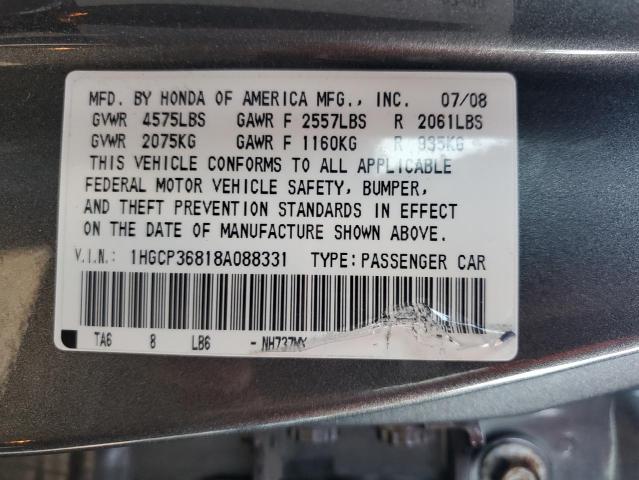 MFD. BY HONDA OF AMERICA MFG., INC. 07/08
GVWR 4575LBS GAWR F 2557LBS R 2061LBS
GVWR 2075KG GAWR F 1160KG R 935KG
THIS VEHICLE CONFORMS TO ALL APPLICABLE
FEDERAL MOTOR VEHICLE SAFETY, BUMPER,
AND THEFT PREVENTION STANDARDS IN EFFECT
ON THE DATE OF MANUFACTURE SHOWN ABOVE.
V.I.N.: 1HGCP36818A088331 TYPE:PASSENGER CAR
TA6 8 LB6 - NH737MX